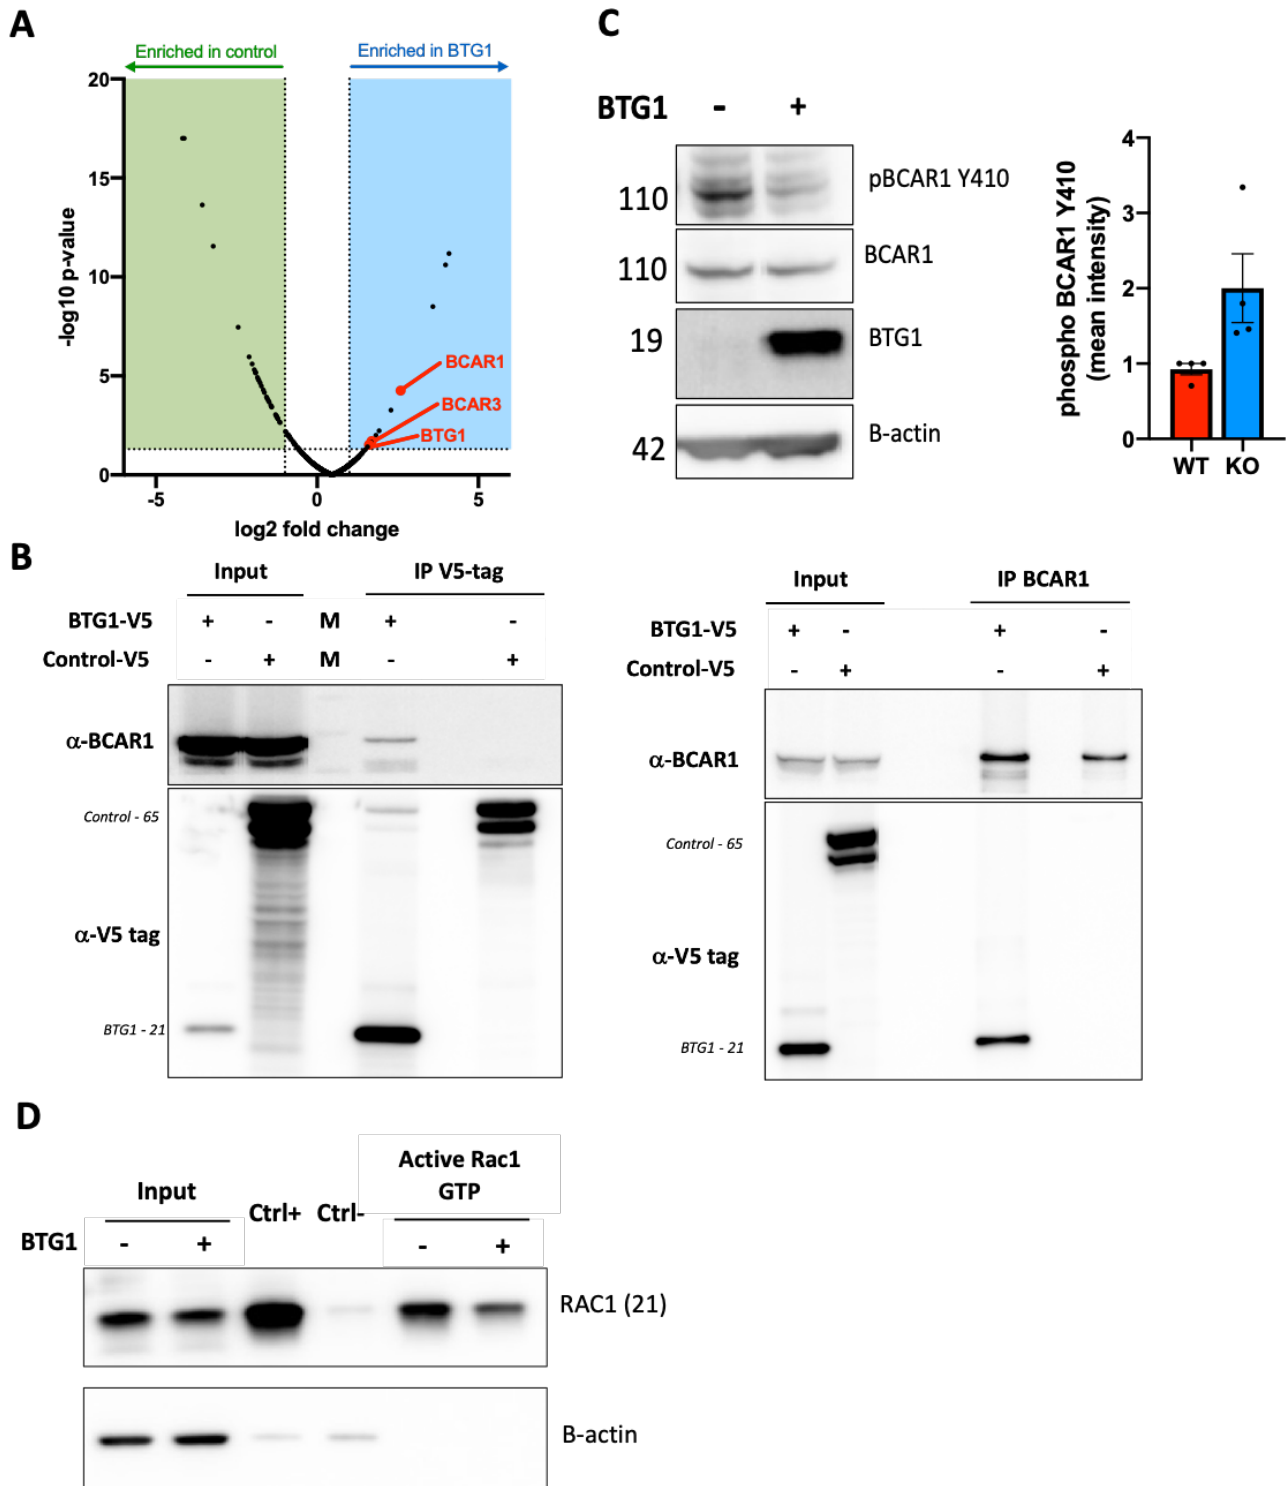 A
Enriched in control
Enriched in BTG1
20
15
10
5
0
-log10 p-value
BCAR1
BCAR3
BTG1
-5 0 5
log2 fold change
C
BTG1 - +
110 pBCAR1 Y410
110 BCAR1
19 BTG1
42 B-actin
phospho BCAR1 Y410
(mean intensity)
4
3
2
1
0
WT KO
B
Input IP V5-tag
BTG1-V5 + - M + -
Control-V5 - + M - +
α-BCAR1
Control - 65
α-V5 tag
BTG1 - 21
Input IP BCAR1
BTG1-V5 + - + -
Control-V5 - + - +
α-BCAR1
Control - 65
α-V5 tag
BTG1 - 21
D
Input Ctrl+ Ctrl- Active Rac1
GTP
BTG1 - + - +
RAC1 (21)
B-actin